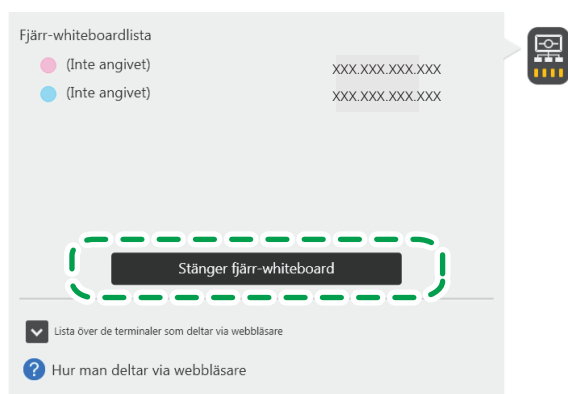 Fjärr-whiteboardlista
(Inte angivet) XXX.XXX.XXX.XXX
(Inte angivet) XXX.XXX.XXX.XXX
Stänger fjärr-whiteboard
Lista över de terminaler som deltar via webbläsare
? Hur man deltar via webbläsare